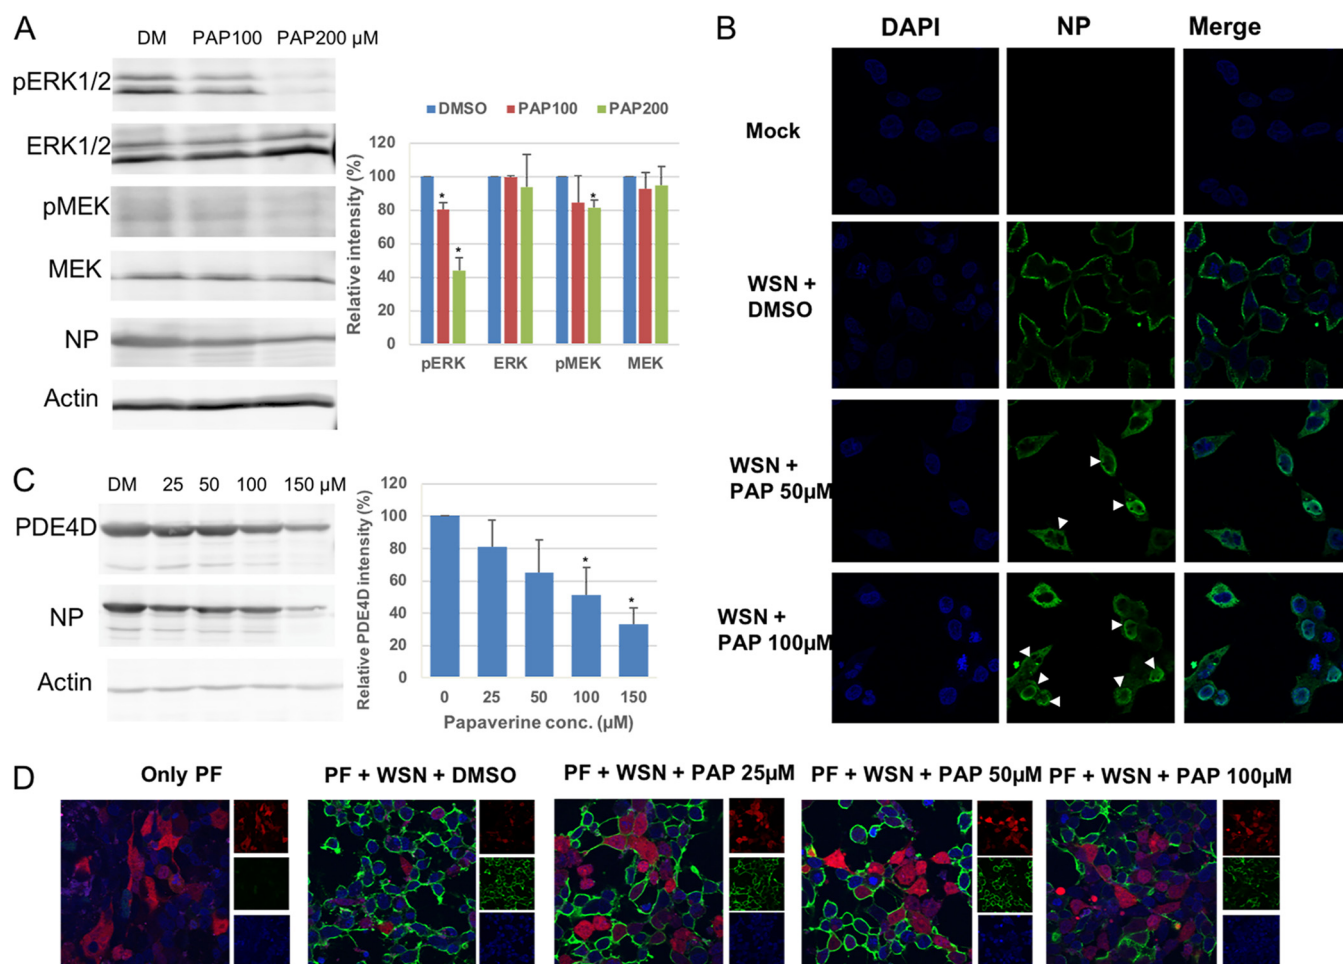 A
DM PAP100 PAP200 µM
pERK1/2
ERK1/2
pMEK
MEK
NP
Actin
DMSO PAP100 PAP200
Relative intensity (%)
120
100
80
60
40
20
0
* * *
pERK ERK pMEK MEK
B
DAPI NP Merge
Mock
WSN +
DMSO
WSN +
PAP 50µM
WSN +
PAP 100µM
C
DM 25 50 100 150 µM
PDE4D
NP
Actin
Relative PDE4D intensity (%)
120
100
80
60
40
20
0
* *
0 25 50 100 150
Papaverine conc. (µM)
D
Only PF
PF + WSN + DMSO
PF + WSN + PAP 25µM
PF + WSN + PAP 50µM
PF + WSN + PAP 100µM